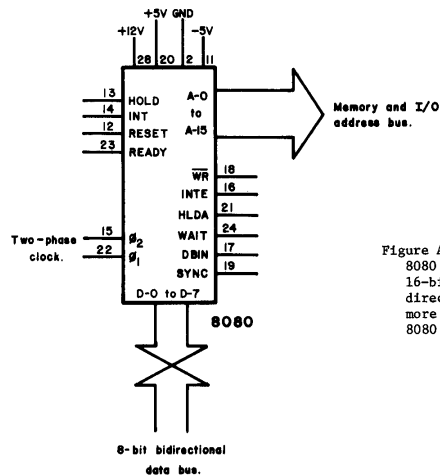 +5V GND
+12V -5V
28 20 2 11
13 HOLD A-0
14 INT to
12 RESET A-15
23 READY
Memory and I/O
address bus.
WR 18
INTE 16
HLDA 21
WAIT 24
DBIN 17
SYNC 19
Two-phase
clock.
15 ø2
22 ø1
D-0 to D-7
8080
8-bit bidirectional
data bus.
Figure A
8080
16-bi
direc
more
8080